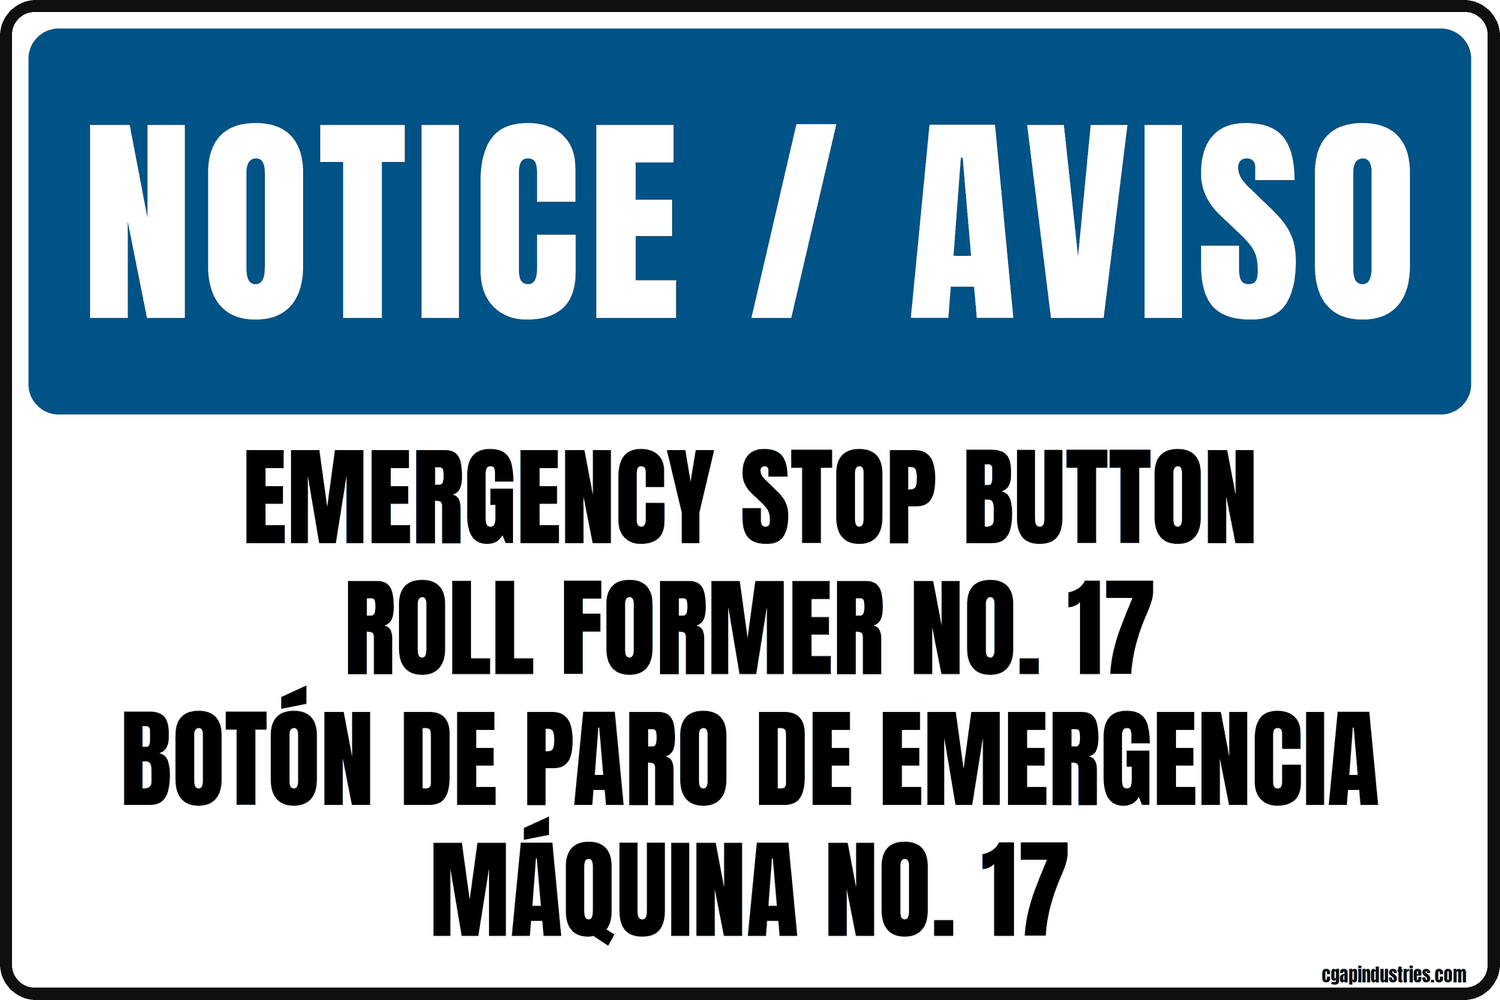 NOTICE / AVISO
EMERGENCY STOP BUTTON
ROLL FORMER NO. 17
BOTÓN DE PARO DE EMERGENCIA
MÁQUINA NO. 17
cgapindustries.com